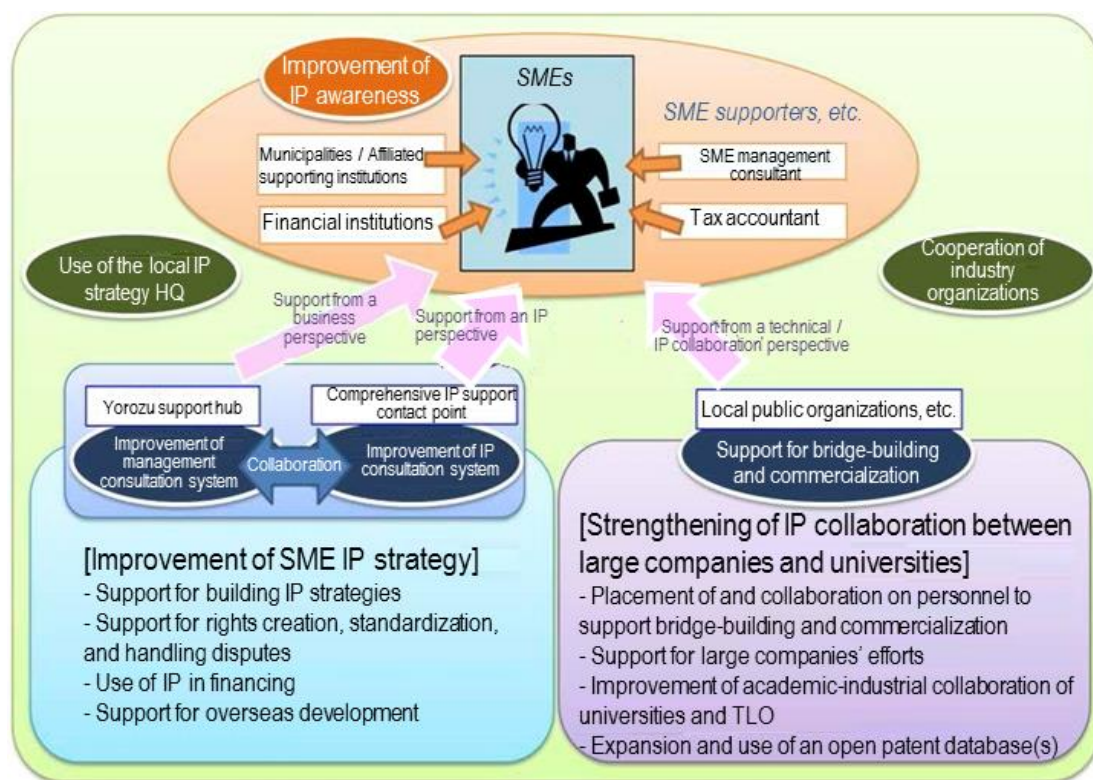 Improvement of
IP awareness
SMEs
SME supporters, etc.
Municipalities / Affiliated
supporting institutions
SME management
consultant
Financial institutions
Tax accountant
Use of the local IP
strategy HQ
Cooperation of
industry
organizations
Support from a
business
perspective
Support from an IP
perspective
Support from a technical /
IP collaboration' perspective
Yorozu support hub
Comprehensive IP support
contact point
Improvement of
management
consultation system
Collaboration
Improvement of IP
consultation system
Local public organizations, etc.
Support for bridge-building
and commercialization
[Improvement of SME IP strategy]
- Support for building IP strategies
- Support for rights creation, standardization,
and handling disputes
- Use of IP in financing
- Support for overseas development
[Strengthening of IP collaboration between
large companies and universities]
- Placement of and collaboration on personnel to
support bridge-building and commercialization
- Support for large companies' efforts
- Improvement of academic-industrial collaboration of
universities and TLO
- Expansion and use of an open patent database(s)